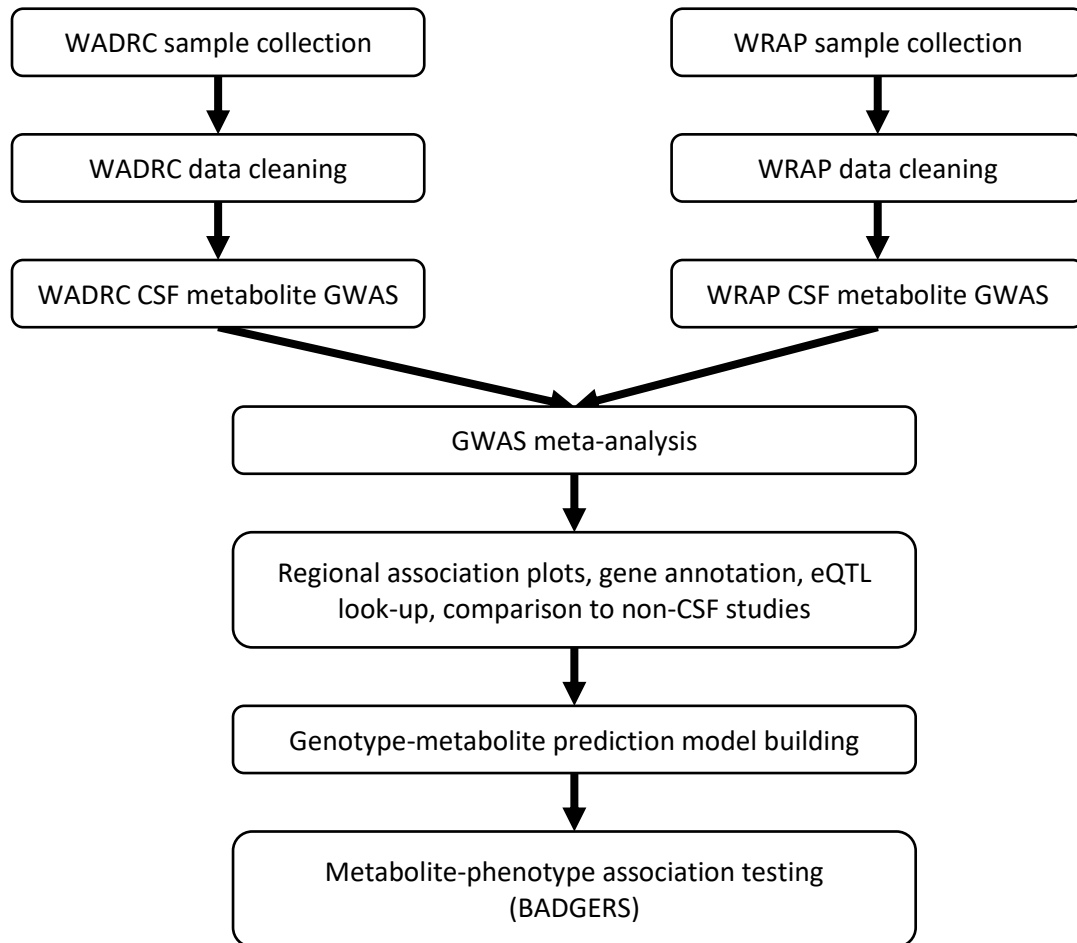 WADRC sample collection
WRAP sample collection
WADRC data cleaning
WRAP data cleaning
WADRC CSF metabolite GWAS
WRAP CSF metabolite GWAS
GWAS meta-analysis
Regional association plots, gene annotation, eQTL
look-up, comparison to non-CSF studies
Genotype-metabolite prediction model building
Metabolite-phenotype association testing
(BADGERS)